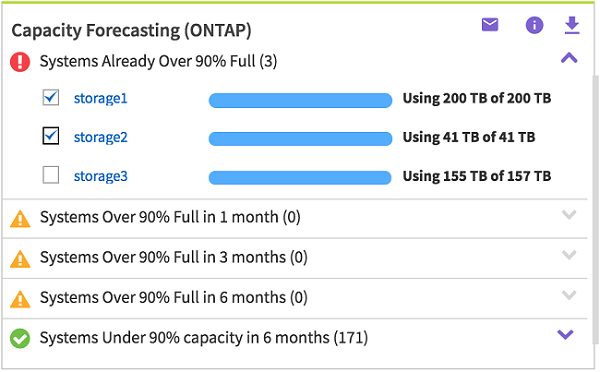 Capacity Forecasting (ONTAP)
Systems Already Over 90% Full (3)
storage1 Using 200 TB of 200 TB
storage2 Using 41 TB of 41 TB
storage3 Using 155 TB of 157 TB
Systems Over 90% Full in 1 month (0)
Systems Over 90% Full in 3 months (0)
Systems Over 90% Full in 6 months (0)
Systems Under 90% capacity in 6 months (171)